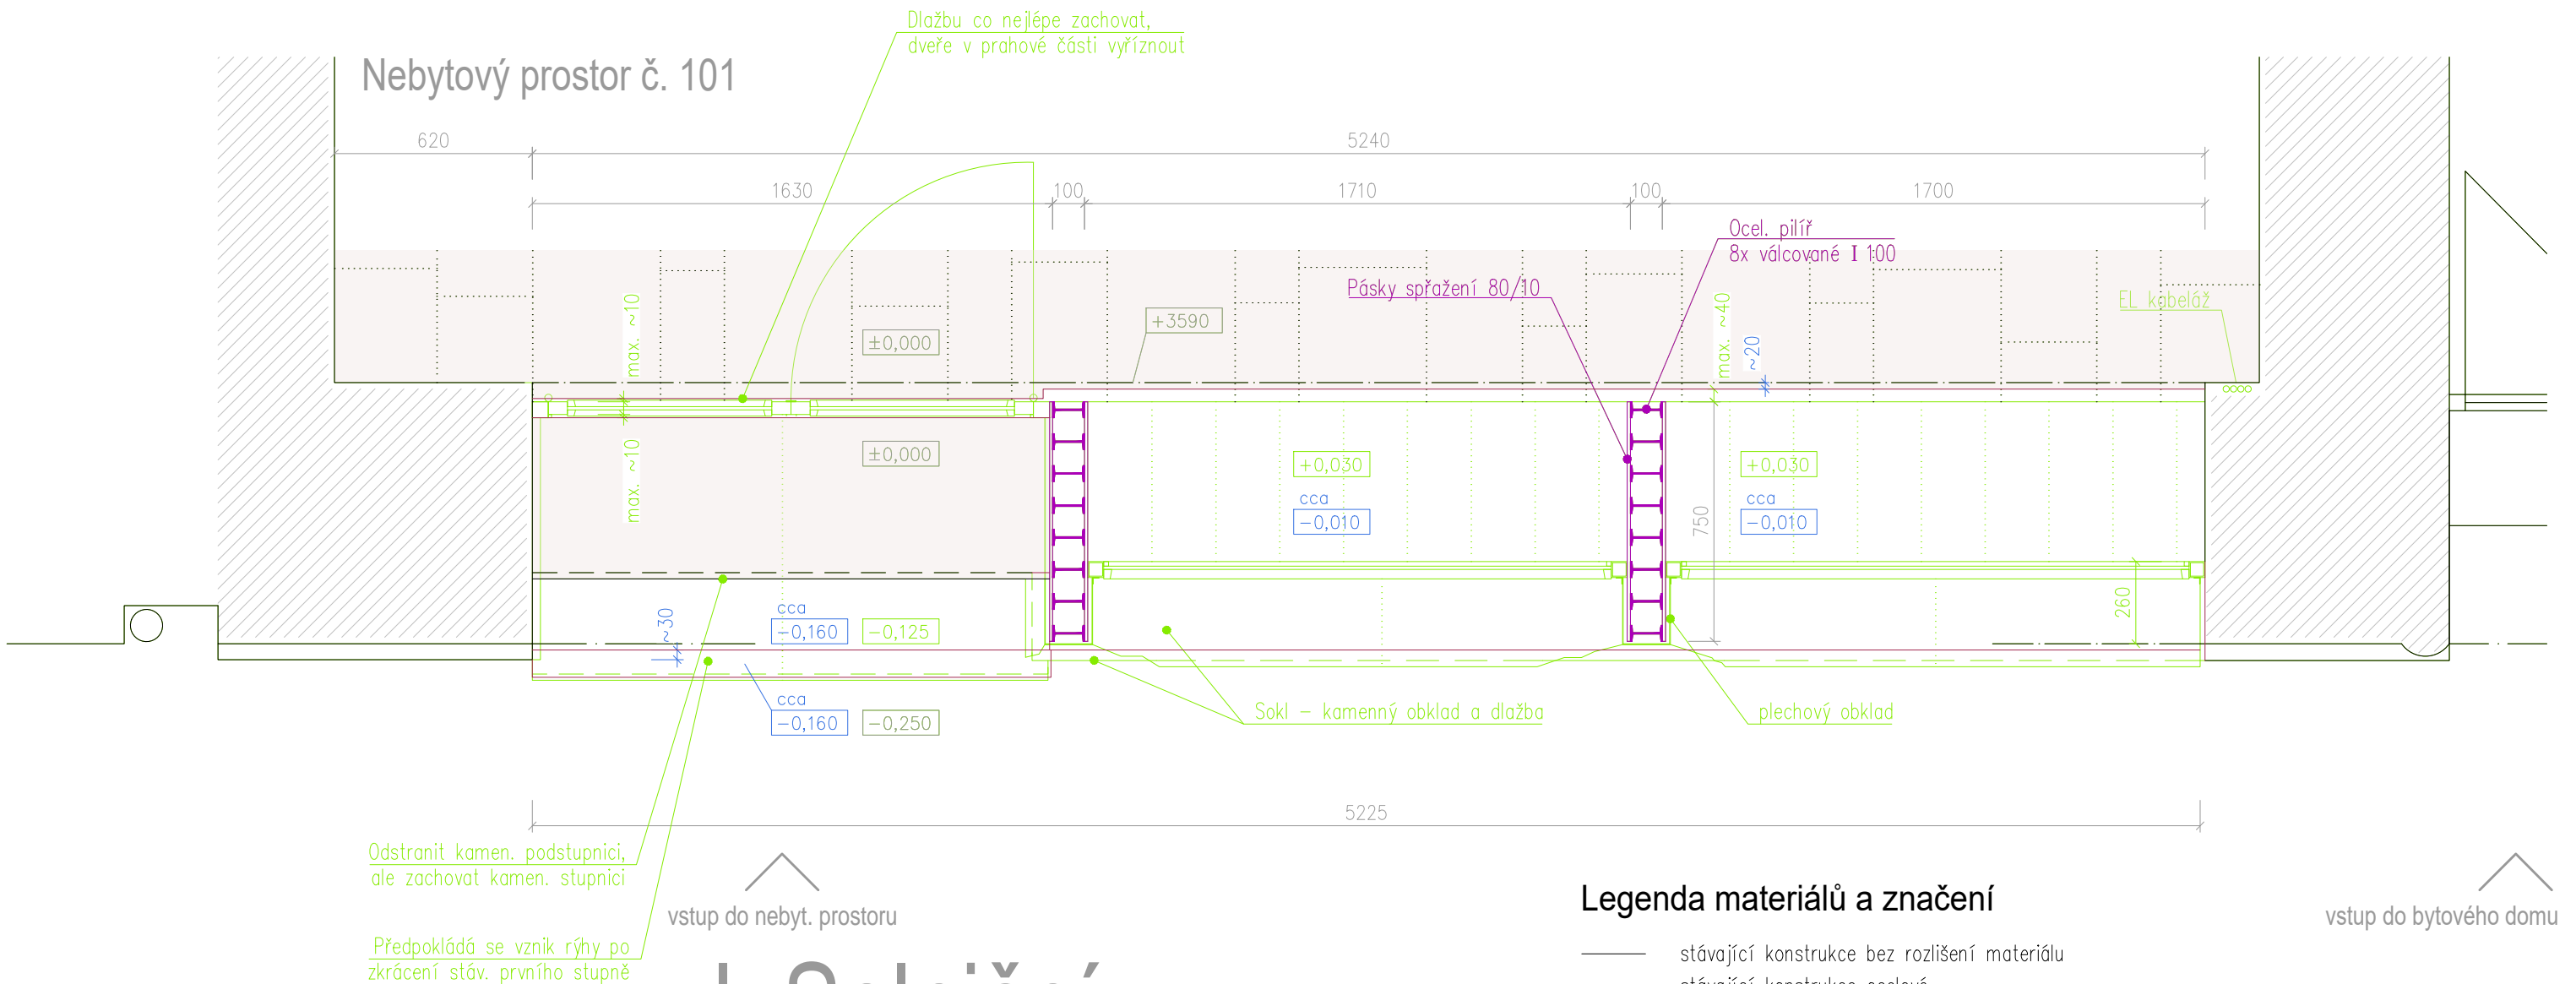 Dlažbu co nejlépe zachovat,
dveře v prahové části vyříznout
Nebytový prostor č. 101
620
5240
1630
100
1710
100
1700
Ocel. pilíř
8x válcované I 100
Pásky spřažení 80/10
EL kabeláž
max. ~10
±0,000
+3590
max. ~40
~20
max. ~10
±0,000
+0,030
cca
-0,010
750
+0,030
cca
-0,010
~30
cca
-0,160
-0,125
260
cca
-0,160
-0,250
Sokl – kamenný obklad a dlažba
plechový obklad
5225
Odstranit kamen. podstupnici,
ale zachovat kamen. stupnici
vstup do nebyt. prostoru
Předpokládá se vznik rýhy po
zkrácení stáv. prvního stupně
Legenda materiálů a značení
stávající konstrukce bez rozlišení materiálu
vstup do bytového domu